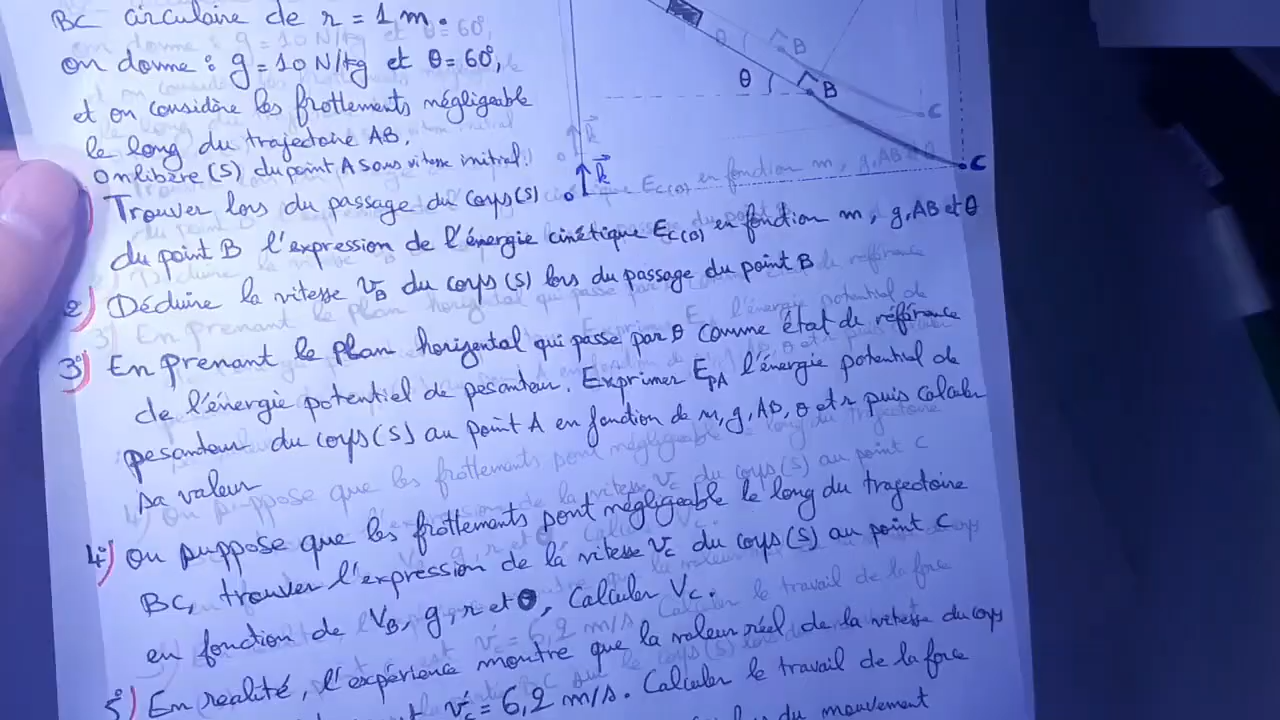 BC circulaire de r = 1 m.
on donne : g = 10 N/kg et θ = 60°,
et on considère les frottements négligeable
le long du trajectoire AB.
on libère (S) du point A sous vitesse initial.
Trouver lors du passage du corps (S)
du point B l'expression de l'énergie cinétique Ec(B) en fonction m, g, AB et θ
2°) Déduire la vitesse VB du corps (S) lors du passage du point B
3°) En prenant le plan horizental qui passe par θ comme état de référence
de l'énergie potentiel de pesanteur. Exprimer EPA l'énergie potentiel de
pesanteur du corps (S) au point A en fonction de m, g, AB, θ et r puis calculer
sa valeur
4°) On suppose que les frottements sont négligeable le long du trajectoire
BC, trouver l'expression de la vitesse Vc du corps (S) au point C
en fonction de VB, g, r et θ, Calculer Vc.
5°) En realité, l'expérience montre que la valeur réel de la vitesse du corps
V'c = 6,2 m/s. Calculer le travail de la force
du mouvement
θ
B
C
k
o